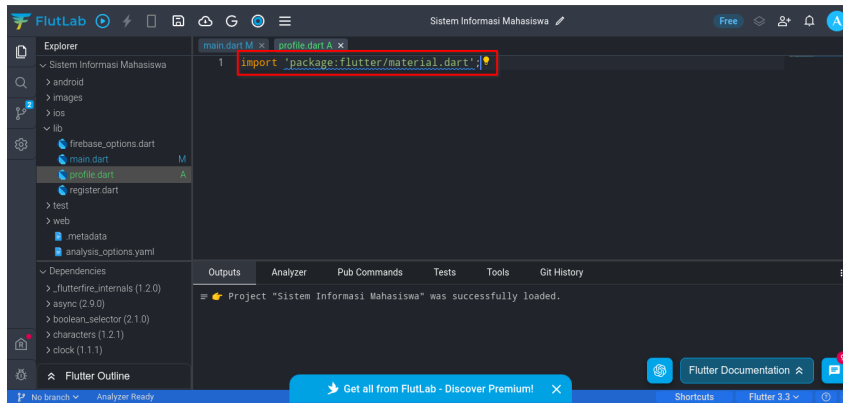 FlutLab
Sistem Informasi Mahasiswa
Free
A
Explorer
main.dart M ×
profile.dart A ×
Sistem Informasi Mahasiswa
1 import 'package:flutter/material.dart';
android
images
2
ios
lib
firebase_options.dart
main.dart M
profile.dart A
register.dart
test
web
.metadata
analysis_options.yaml
Dependencies
Outputs Analyzer Pub Commands Tests Tools Git History
_flutterfire_internals (1.2.0)
👉 Project "Sistem Informasi Mahasiswa" was successfully loaded.
async (2.9.0)
boolean_selector (2.1.0)
characters (1.2.1)
clock (1.1.1)
Flutter Outline
Flutter Documentation
Get all from FlutLab - Discover Premium! ×
No branch Analyzer Ready
Shortcuts Flutter 3.3